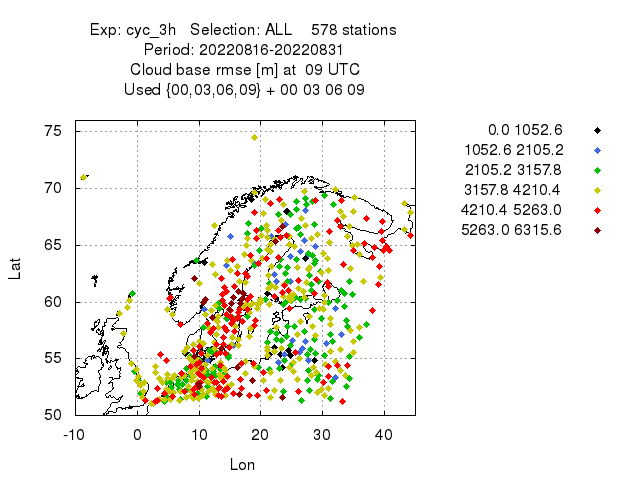 Exp: cyc_3h Selection: ALL 578 stations
Period: 20220816-20220831
Cloud base rmse [m] at 09 UTC
Used {00,03,06,09} + 00 03 06 09
0.0 1052.6
1052.6 2105.2
2105.2 3157.8
3157.8 4210.4
4210.4 5263.0
5263.0 6315.6
75
70
65
60
55
50
Lat
-10 0 10 20 30 40
Lon